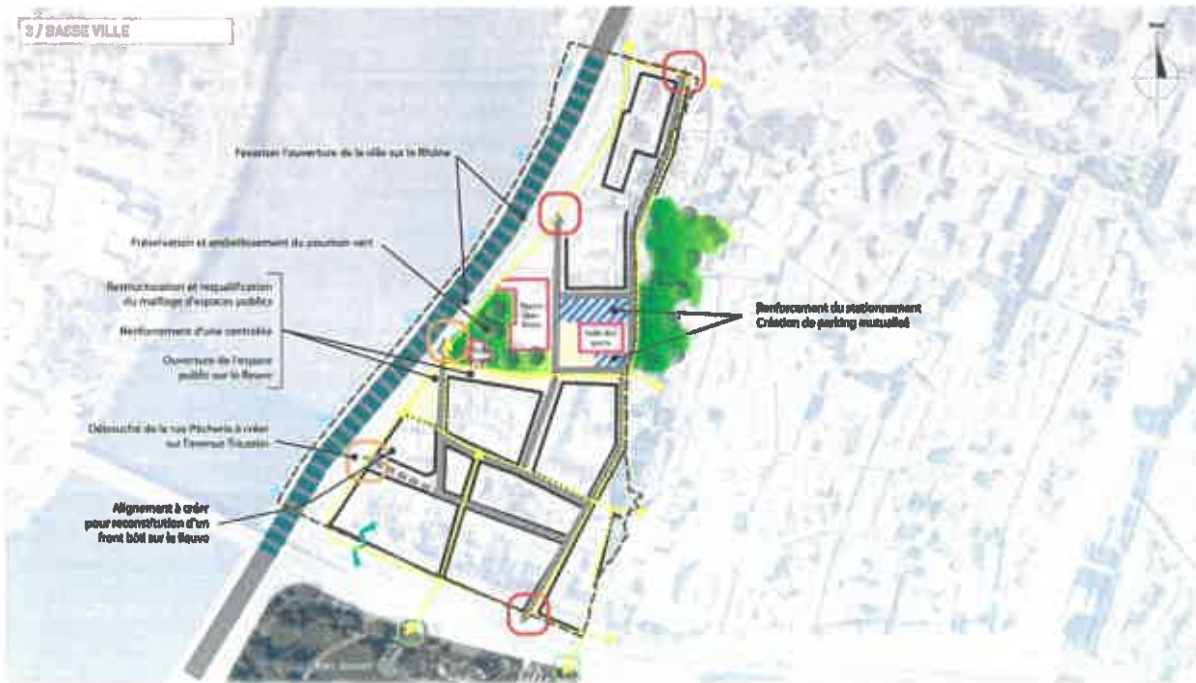 3 / BASSE VILLE
Favoriser l'ouverture de la ville sur le Rhône
Préservation et embellissement du poumon vert
Restructuration et requalification
du maillage d'espaces publics
Renforcement d'une centralité
Ouverture de l'espace
public sur le fleuve
Débouché de la rue Pêcherie à créer
sur l'avenue
Alignement à créer
pour reconstitution d'un
front bâti sur le fleuve
Renforcement du stationnement
Création de parking mutualisé
Salle des
sports